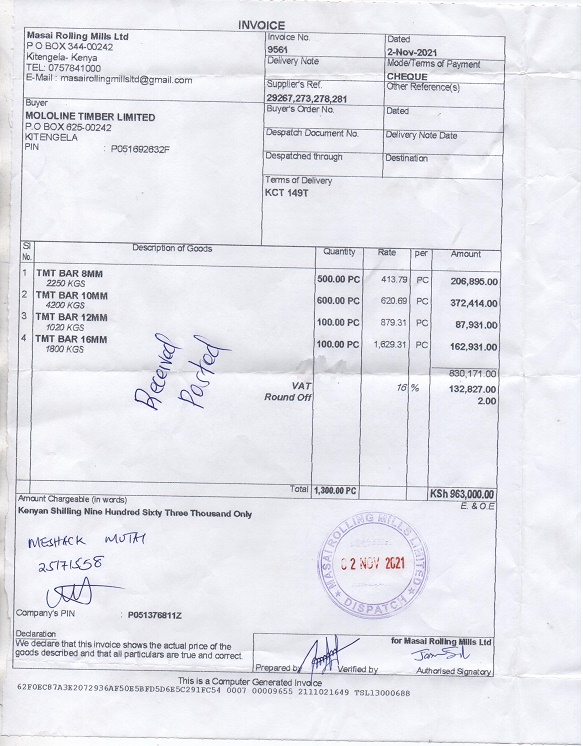 INVOICE
Masai Rolling Mills Ltd
P O BOX 344-00242
Kitengela- Kenya
TEL: 0757841000
E-Mail : masairollingmillsltd@gmail.com
Invoice No.
9561
Dated
2-Nov-2021
Delivery Note
Mode/Terms of Payment
CHEQUE
Supplier's Ref.
29267,273,278,281
Other Reference(s)
Buyer
MOLOLINE TIMBER LIMITED
P.O BOX 625-00242
KITENGELA
PIN : P051692632F
Buyer's Order No.
Dated
Despatch Document No.
Delivery Note Date
Despatched through
Destination
Terms of Delivery
KCT 149T
Sl No. Description of Goods Quantity Rate per Amount
1 TMT BAR 8MM 500.00 PC 413.79 PC 206,895.00
2250 KGS
2 TMT BAR 10MM 600.00 PC 620.69 PC 372,414.00
4200 KGS
3 TMT BAR 12MM 100.00 PC 879.31 PC 87,931.00
1020 KGS
4 TMT BAR 16MM 100.00 PC 1,629.31 PC 162,931.00
1800 KGS
830,171.00
VAT 16 % 132,827.00
Round Off 2.00
Received
Posted
Total 1,300.00 PC KSh 963,000.00
Amount Chargeable (in words) E. & O.E
Kenyan Shilling Nine Hundred Sixty Three Thousand Only
MESHACK MUTAI
25171558
MASAI ROLLING MILLS LIMITED
02 NOV 2021
DISPATCH
Company's PIN : P051376811Z
Declaration
We declare that this invoice shows the actual price of the
goods described and that all particulars are true and correct.
for Masai Rolling Mills Ltd
Prepared by Verified by Authorised Signatory
This is a Computer Generated Invoice
62F0EC87A3E2072936AF50E5BFD5D6E5C291FC54 0007 00009655 2111021649 TSL13000688